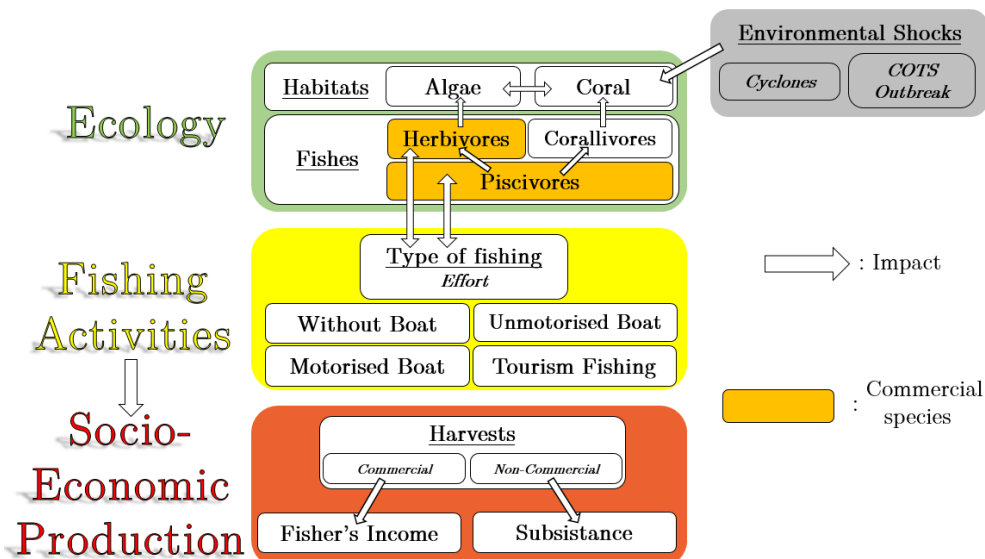 Environmental Shocks
Cyclones
COTS
Outbreak
Ecology
Habitats
Algae
Coral
Fishes
Herbivores
Corallivores
Piscivores
Fishing
Activities
Type of fishing
Effort
Without Boat
Unmotorised Boat
Motorised Boat
Tourism Fishing
: Impact
: Commercial
species
Socio-
Economic
Production
Harvests
Commercial
Non-Commercial
Fisher's Income
Subsistance